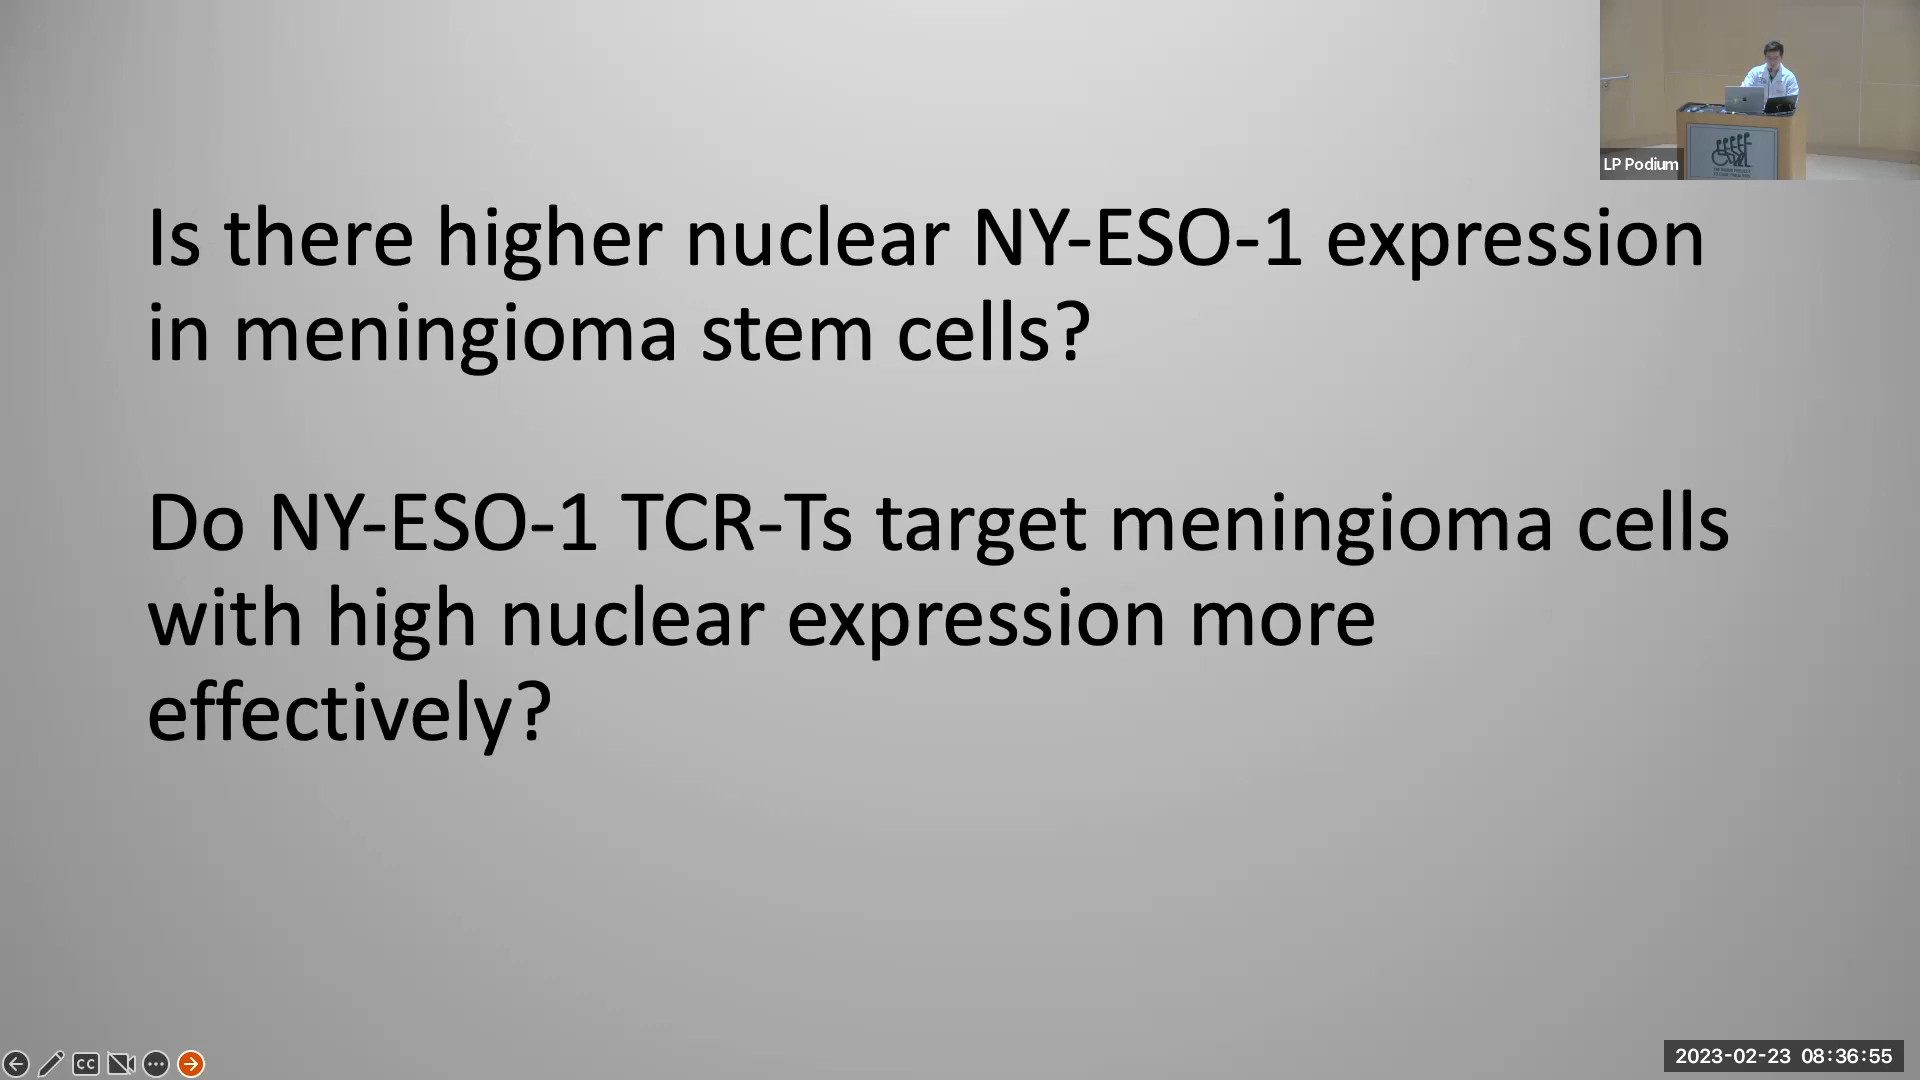 LP Podium
Is there higher nuclear NY-ESO-1 expression
in meningioma stem cells?
Do NY-ESO-1 TCR-Ts target meningioma cells
with high nuclear expression more
effectively?
CC
2023-02-23 08:36:55